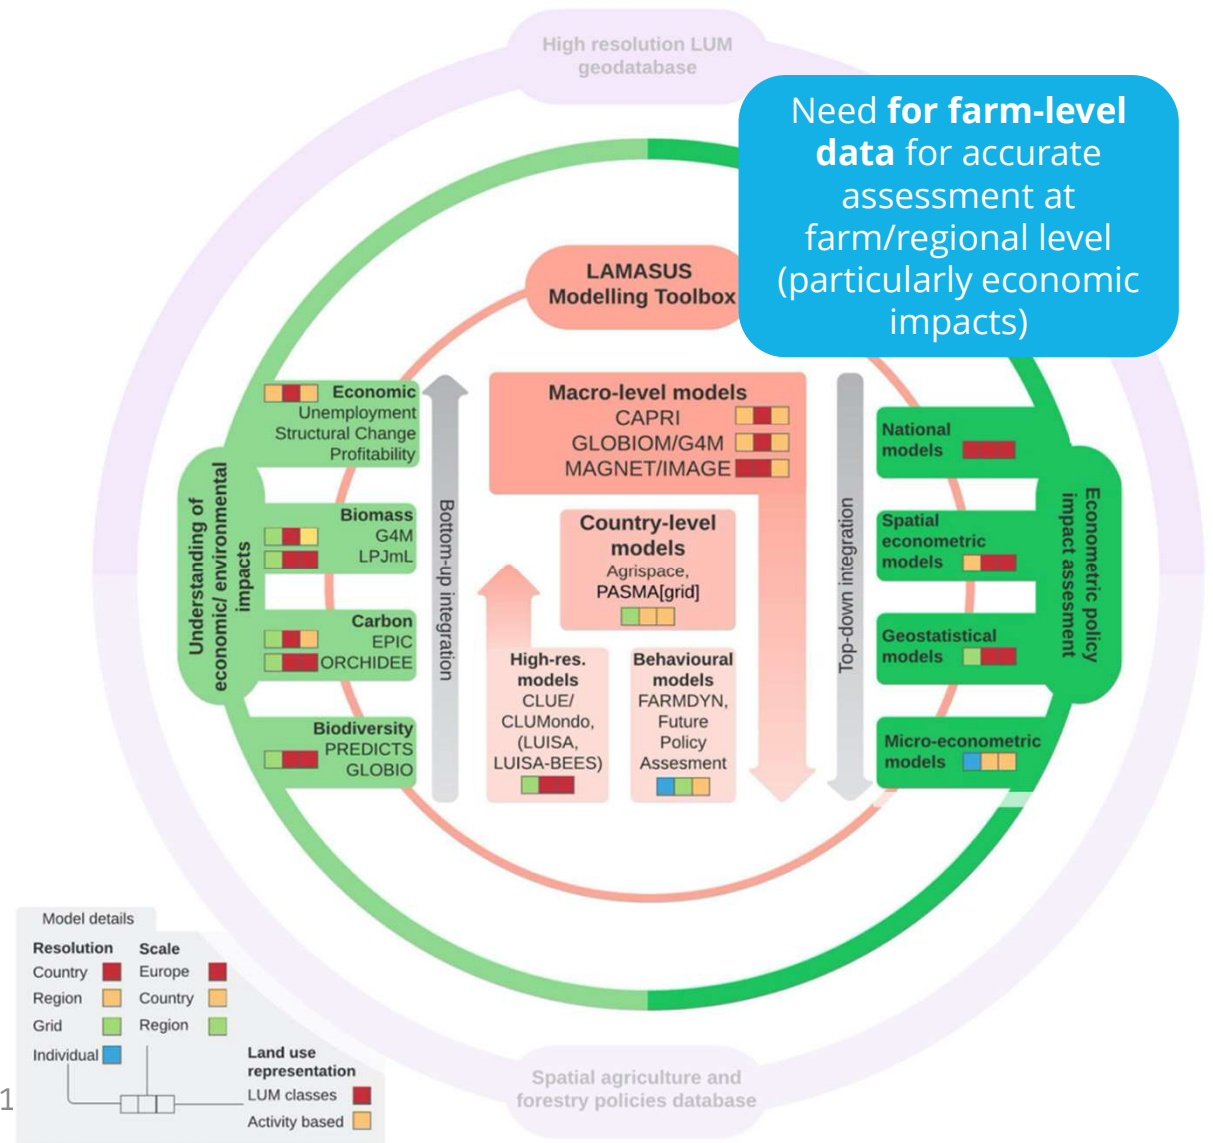 High resolution LUM
geodatabase
Need for farm-level
data for accurate
assessment at
farm/regional level
(particularly economic
impacts)
LAMASUS
Modelling Toolbox
Understanding of
economic/ environmental
impacts
Economic
Unemployment
Structural Change
Profitability
Biomass
G4M
LPJmL
Carbon
EPIC
ORCHIDEE
Biodiversity
PREDICTS
GLOBIO
Bottom-up integration
Macro-level models
CAPRI
GLOBIOM/G4M
MAGNET/IMAGE
Country-level
models
Agrispace,
PASMA[grid]
High-res.
models
CLUE/
CLUMondo,
(LUISA,
LUISA-BEES)
Behavioural
models
FARMDYN,
Future
Policy
Assesment
Top-down integration
National
models
Spatial
econometric
models
Geostatistical
models
Micro-econometric
models
Econometric policy
impact assesment
Model details
Resolution Scale
Country Europe
Region Country
Grid Region
Individual
Land use
representation
LUM classes
Activity based
1
Spatial agriculture and
forestry policies database